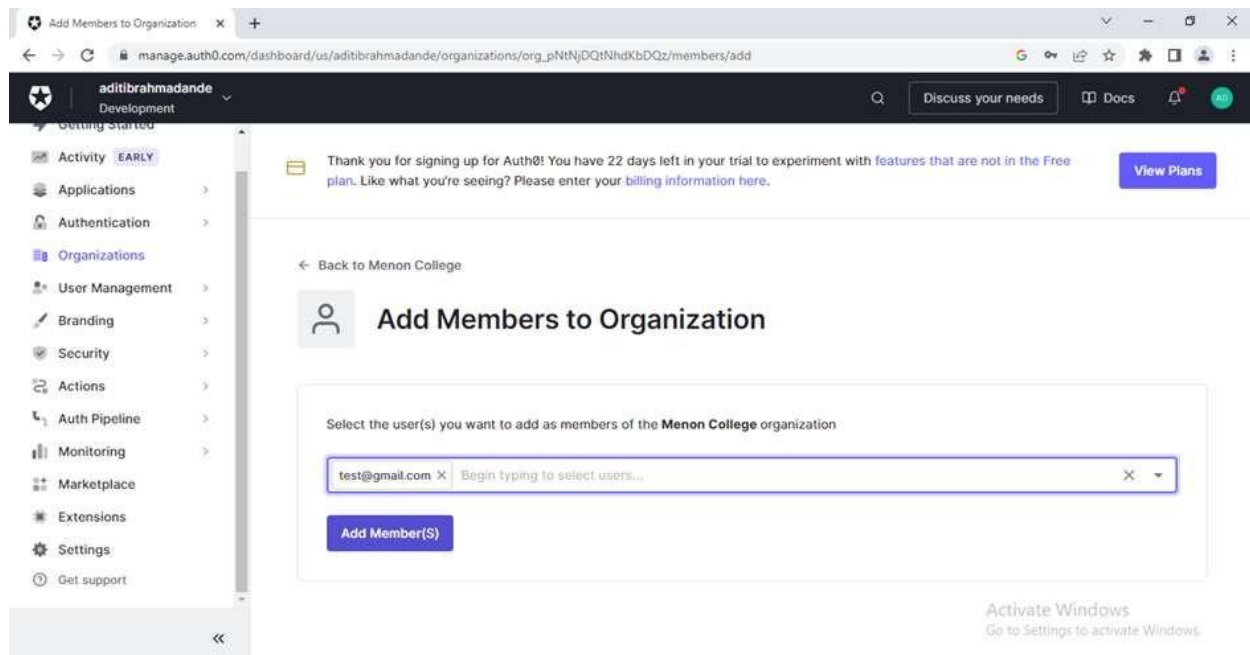 Add Members to Organization
manage.auth0.com/dashboard/us/aditibrahmadande/organizations/org_pNtNjDQtNhdKbDQz/members/add
aditibrahmadande
Development
Discuss your needs
Docs
AD
Getting Started
Activity EARLY
Applications
Authentication
Organizations
User Management
Branding
Security
Actions
Auth Pipeline
Monitoring
Marketplace
Extensions
Settings
Get support
Thank you for signing up for Auth0! You have 22 days left in your trial to experiment with features that are not in the Free
plan. Like what you're seeing? Please enter your billing information here.
View Plans
← Back to Menon College
Add Members to Organization
Select the user(s) you want to add as members of the Menon College organization
test@gmail.com × Begin typing to select users...
Add Member(S)
Activate Windows
Go to Settings to activate Windows.